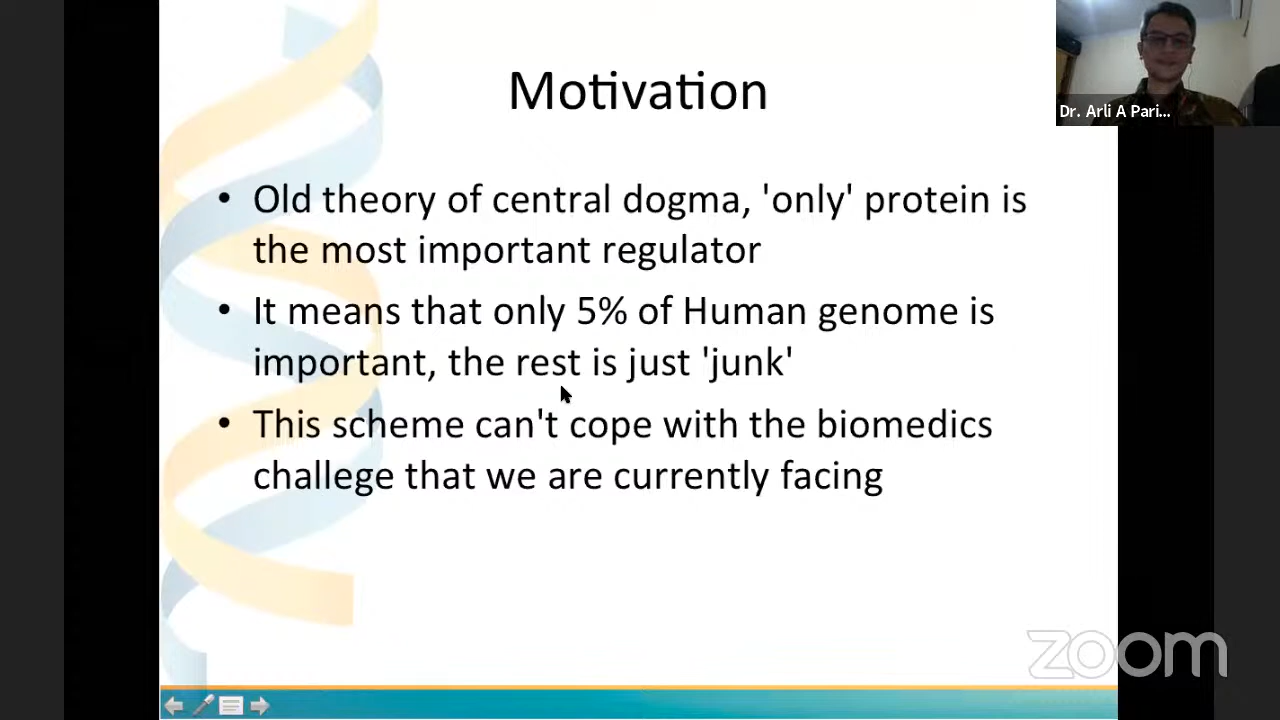 Motivation
Dr. Arli A Pari...
• Old theory of central dogma, 'only' protein is
the most important regulator
• It means that only 5% of Human genome is
important, the rest is just 'junk'
• This scheme can't cope with the biomedics
challege that we are currently facing
zoom